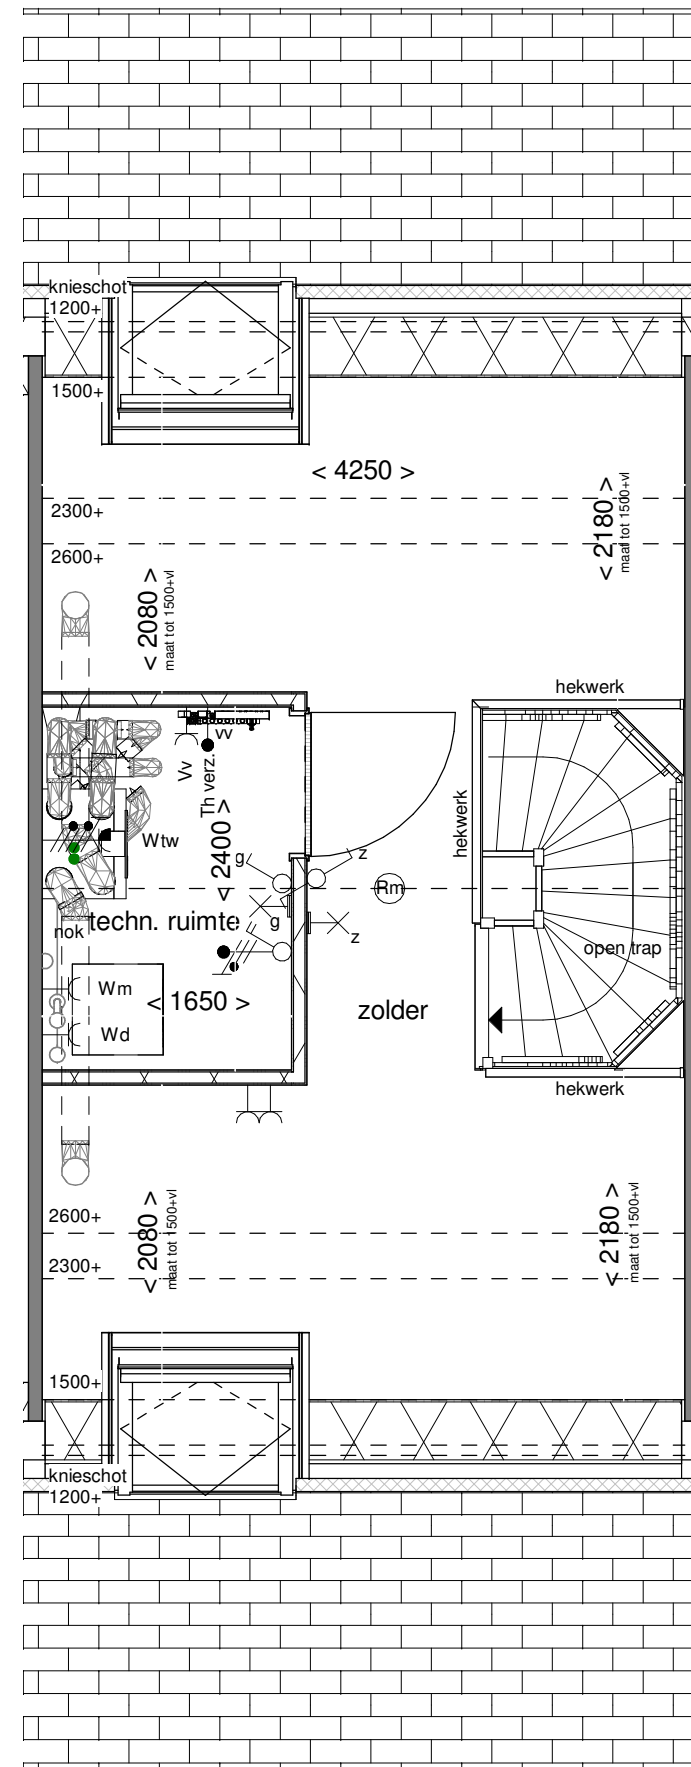 knieschot
1200+
1500+
< 4250 >
2300+
2600+
< 2180 >
maat tot 1500+vl
< 2080 >
maat tot 1500+vl
hekwerk
vv
Vv
Th verz.
hekwerk
Wtw
< 2400 >
g
z
Rm
nok
techn. ruimte
g
z
open trap
Wm
< 1650 >
zolder
Wd
hekwerk
2600+
< 2080 >
maat tot 1500+vl
< 2180 >
maat tot 1500+vl
2300+
1500+
knieschot
1200+